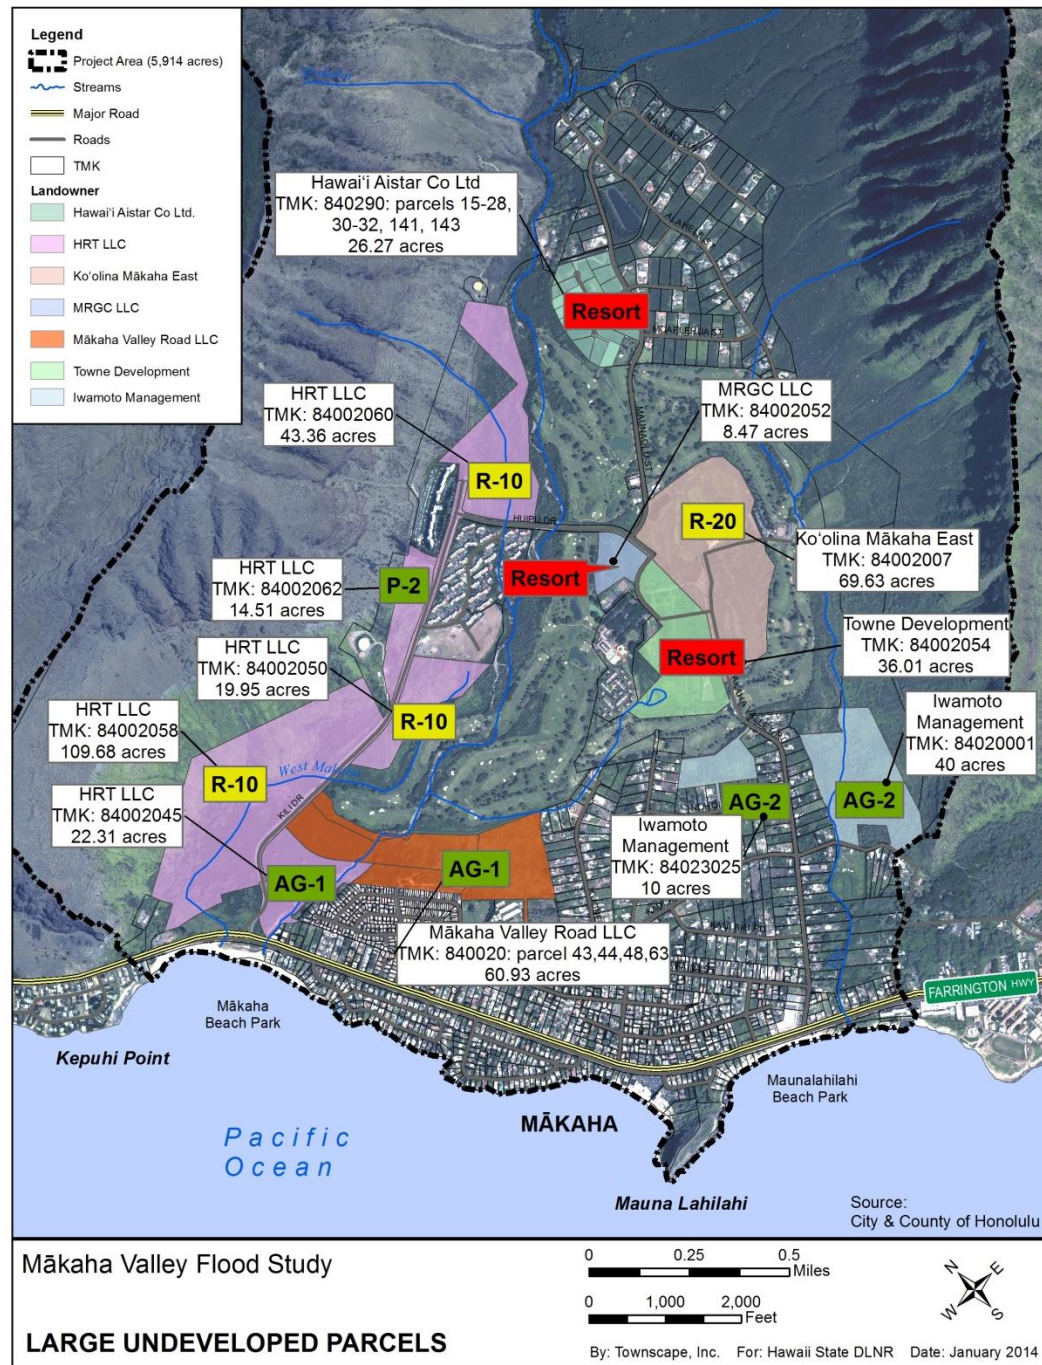 Legend
Project Area (5,914 acres)
Streams
Major Road
Roads
TMK
Landowner
Hawai'i Aistar Co Ltd.
HRT LLC
Ko'olina Mākaha East
MRGC LLC
Mākaha Valley Road LLC
Towne Development
Iwamoto Management
Hawai'i Aistar Co Ltd
TMK: 840290: parcels 15-28,
30-32, 141, 143
26.27 acres
Resort
ALAHELE ST
MAUNAOLU ST
HRT LLC
TMK: 84002060
43.36 acres
R-10
MRGC LLC
TMK: 84002052
8.47 acres
HUIPU DR
R-20
Ko'olina Mākaha East
TMK: 84002007
69.63 acres
Resort
HRT LLC
TMK: 84002062
14.51 acres
P-2
Towne Development
TMK: 84002054
36.01 acres
Resort
HRT LLC
TMK: 84002050
19.95 acres
R-10
Iwamoto
Management
TMK: 84020001
40 acres
AG-2
HRT LLC
TMK: 84002058
109.68 acres
R-10
West Makaha
KILI DR
HRT LLC
TMK: 84002045
22.31 acres
AG-1
AG-1
AG-2
Iwamoto
Management
TMK: 84023025
10 acres
Mākaha Valley Road LLC
TMK: 840020: parcel 43,44,48,63
60.93 acres
FARRINGTON HWY
Mākaha
Beach Park
Kepuhi Point
Maunalahilahi
Beach Park
MĀKAHA
Pacific
Ocean
Mauna Lahilahi
Source:
City & County of Honolulu
Mākaha Valley Flood Study
LARGE UNDEVELOPED PARCELS
0 0.25 0.5
Miles
0 1,000 2,000
Feet
N E
W S
By: Townscape, Inc. For: Hawaii State DLNR Date: January 2014